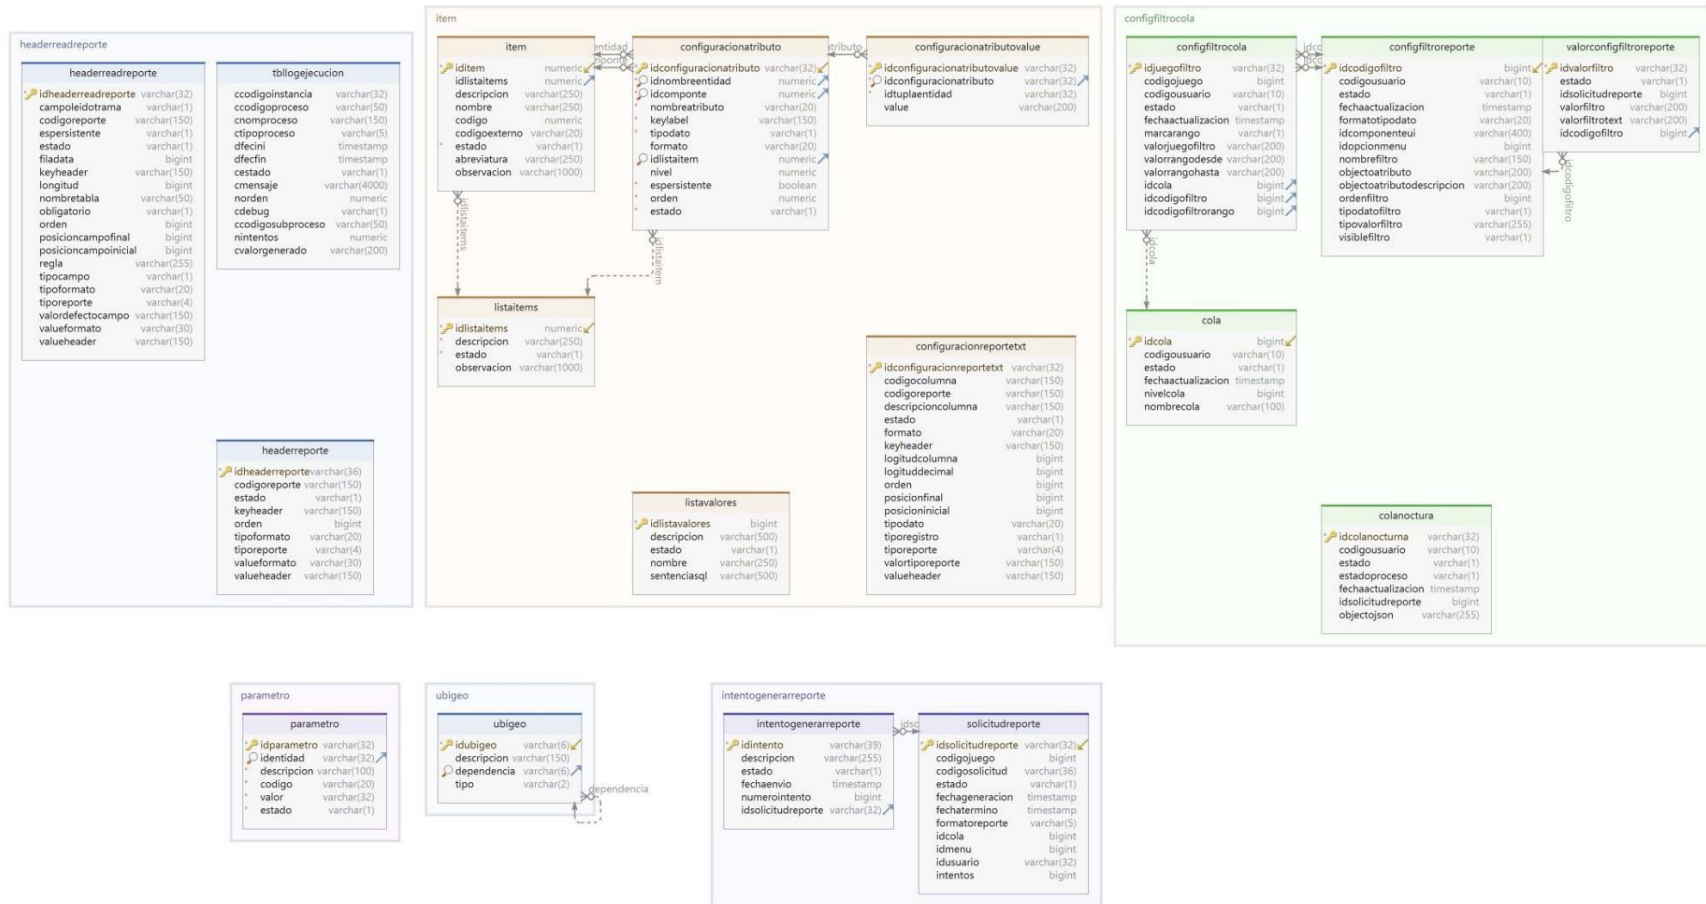 headerreadreporte
headerreadreporte
idheaderreadreporte varchar(32)
campoleidotrama varchar(1)
codigoreporte varchar(150)
espersistente varchar(1)
estado varchar(1)
filadata bigint
keyheader varchar(150)
longitud bigint
nombretabla varchar(50)
obligatorio varchar(1)
orden bigint
posicioncampofinal bigint
posicioncampoinicial bigint
regla varchar(255)
tipocampo varchar(1)
tipoformato varchar(20)
tiporeporte varchar(4)
valordefectocampo varchar(150)
valueformato varchar(30)
valueheader varchar(150)
tbllogejecucion
ccodigoinstancia varchar(32)
ccodigoproceso varchar(50)
cnomproceso varchar(150)
ctipoproceso varchar(5)
dfecini timestamp
dfecfin timestamp
cestado varchar(1)
cmensaje varchar(4000)
norden numeric
cdebug varchar(1)
ccodigosubproceso varchar(50)
nintentos numeric
cvalorgenerado varchar(200)
headerreporte
idheaderreporte varchar(36)
codigoreporte varchar(150)
estado varchar(1)
keyheader varchar(150)
orden bigint
tipoformato varchar(20)
tiporeporte varchar(4)
valueformato varchar(30)
valueheader varchar(150)
item
item
iditem numeric
idlistaitems numeric
descripcion varchar(250)
nombre varchar(250)
codigo numeric
codigoexterno varchar(20)
estado varchar(1)
abreviatura varchar(250)
observacion varchar(1000)
idlistaitems
configuracionatributo
idconfiguracionatributo varchar(32)
idnombreentidad numeric
idcomponte numeric
nombreatributo varchar(20)
keylabel varchar(150)
tipodato varchar(1)
formato varchar(20)
idlistaitem numeric
nivel numeric
espersistente boolean
orden numeric
estado varchar(1)
idlistaitem
configuracionatributovalue
idconfiguracionatributovalue varchar(32)
idconfiguracionatributo varchar(32)
idtuplaentidad varchar(32)
value varchar(200)
listaitems
idlistaitems numeric
descripcion varchar(250)
estado varchar(1)
observacion varchar(1000)
configuracionreportetxt
idconfiguracionreportetxt varchar(32)
codigocolumna varchar(150)
codigoreporte varchar(150)
descripcioncolumna varchar(150)
estado varchar(1)
formato varchar(20)
keyheader varchar(150)
logitudcolumna bigint
logituddecimal bigint
orden bigint
posicionfinal bigint
posicioninicial bigint
tipodato varchar(20)
tiporegistro varchar(1)
tiporeporte varchar(4)
valortiporeporte varchar(150)
valueheader varchar(150)
listavalores
idlistavalores bigint
descripcion varchar(500)
estado varchar(1)
nombre varchar(250)
sentenciasql varchar(500)
configfiltrocola
configfiltrocola
idjuegofiltro varchar(32)
codigojuego bigint
codigousuario varchar(10)
estado varchar(1)
fechaactualizacion timestamp
marcarango varchar(1)
valorjuegofiltro varchar(200)
valorrangodesde varchar(200)
valorrangohasta varchar(200)
idcola bigint
idcodigofiltro bigint
idcodigofiltrorango bigint
idcola
configfiltroreporte
idcodigofiltro bigint
codigousuario varchar(10)
estado varchar(1)
fechaactualizacion timestamp
formatotipodato varchar(20)
idcomponenteui varchar(400)
idopcionmenu bigint
nombrefiltro varchar(150)
objectoatributo varchar(200)
objectoatributodescripcion varchar(200)
ordenfiltro bigint
tipodatofiltro varchar(1)
tipovalorfiltro varchar(255)
visiblefiltro varchar(1)
valorconfigfiltroreporte
idvalorfiltro varchar(32)
estado varchar(1)
idsolicitudreporte bigint
valorfiltro varchar(200)
valorfiltrotext varchar(200)
idcodigofiltro bigint
idcodigofiltro
cola
idcola bigint
codigousuario varchar(10)
estado varchar(1)
fechaactualizacion timestamp
nivelcola bigint
nombrecola varchar(100)
colanoctura
idcolanocturna varchar(32)
codigousuario varchar(10)
estado varchar(1)
estadoproceso varchar(1)
fechaactualizacion timestamp
idsolicitudreporte bigint
objectojson varchar(255)
parametro
parametro
idparametro varchar(32)
identidad varchar(32)
descripcion varchar(100)
codigo varchar(20)
valor varchar(32)
estado varchar(1)
ubigeo
ubigeo
idubigeo varchar(6)
descripcion varchar(150)
dependencia varchar(6)
tipo varchar(2)
dependencia
intentogenerarreporte
intentogenerarreporte
idintento varchar(39)
descripcion varchar(255)
estado varchar(1)
fechaenvio timestamp
numerointento bigint
idsolicitudreporte varchar(32)
solicitudreporte
idsolicitudreporte varchar(32)
codigojuego bigint
codigosolicitud varchar(36)
estado varchar(1)
fechageneracion timestamp
fechatermino timestamp
formatoreporte varchar(5)
idcola bigint
idmenu bigint
idusuario varchar(32)
intentos bigint